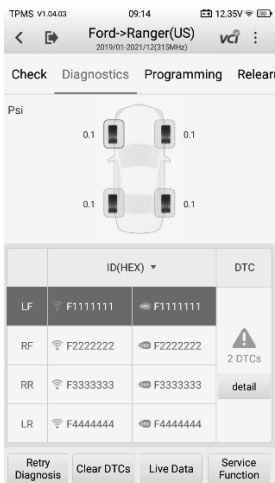 TPMS V1.04.03 09:14 12.35V
Ford->Ranger(US)
2019/01-2021/12(315MHz)
vci
Check Diagnostics Programming Relear
Psi
0.1 0.1
0.1 0.1
ID(HEX) DTC
LF F1111111 F1111111
RF F2222222 F2222222
2 DTCs
RR F3333333 F3333333 detail
LR F4444444 F4444444
Retry Diagnosis Clear DTCs Live Data Service Function